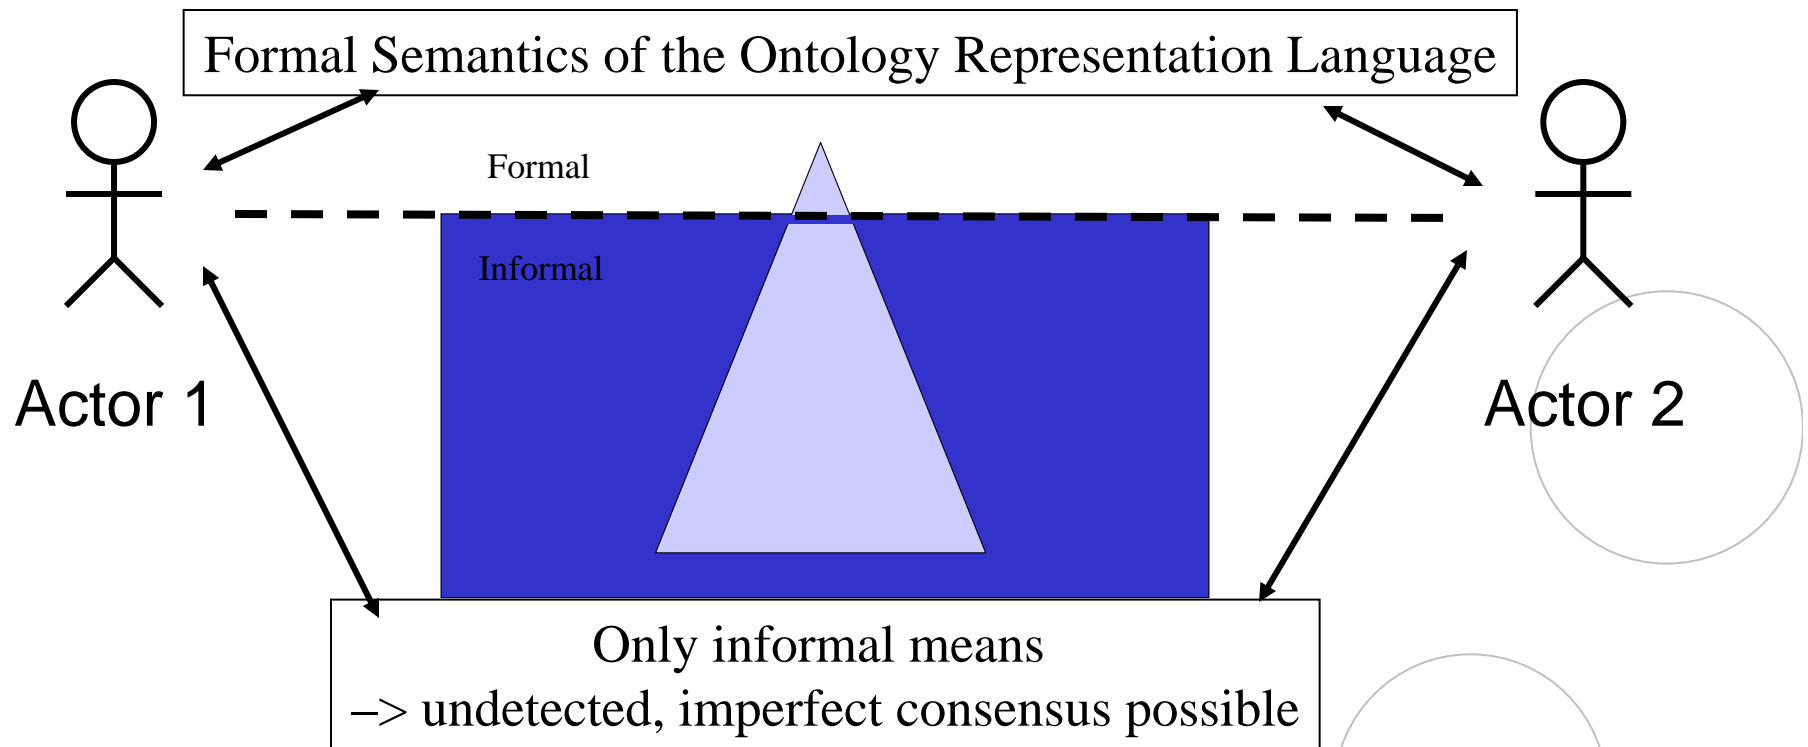 Formal Semantics of the Ontology Representation Language
Formal
Informal
Actor 1
Actor 2
Only informal means
–> undetected, imperfect consensus possible